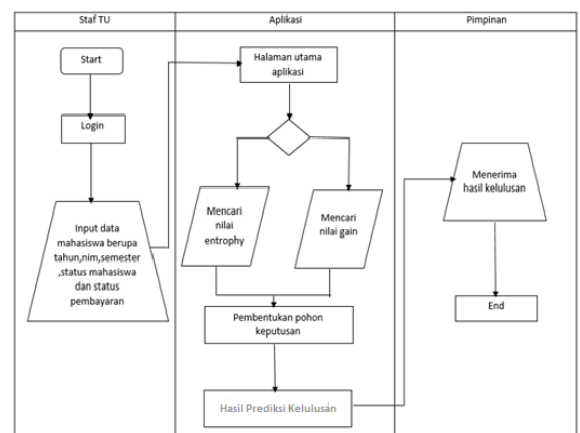 Staf TU
Aplikasi
Pimpinan
Start
Login
Input data
mahasiswa berupa
tahun,nim,semester
,status mahasiswa
dan status
pembayaran
Halaman utama
aplikasi
Mencari
nilai
entrophy
Mencari
nilai gain
Pembentukan pohon
keputusan
Hasil Prediksi Kelulusan
Menerima
hasil kelulusan
End